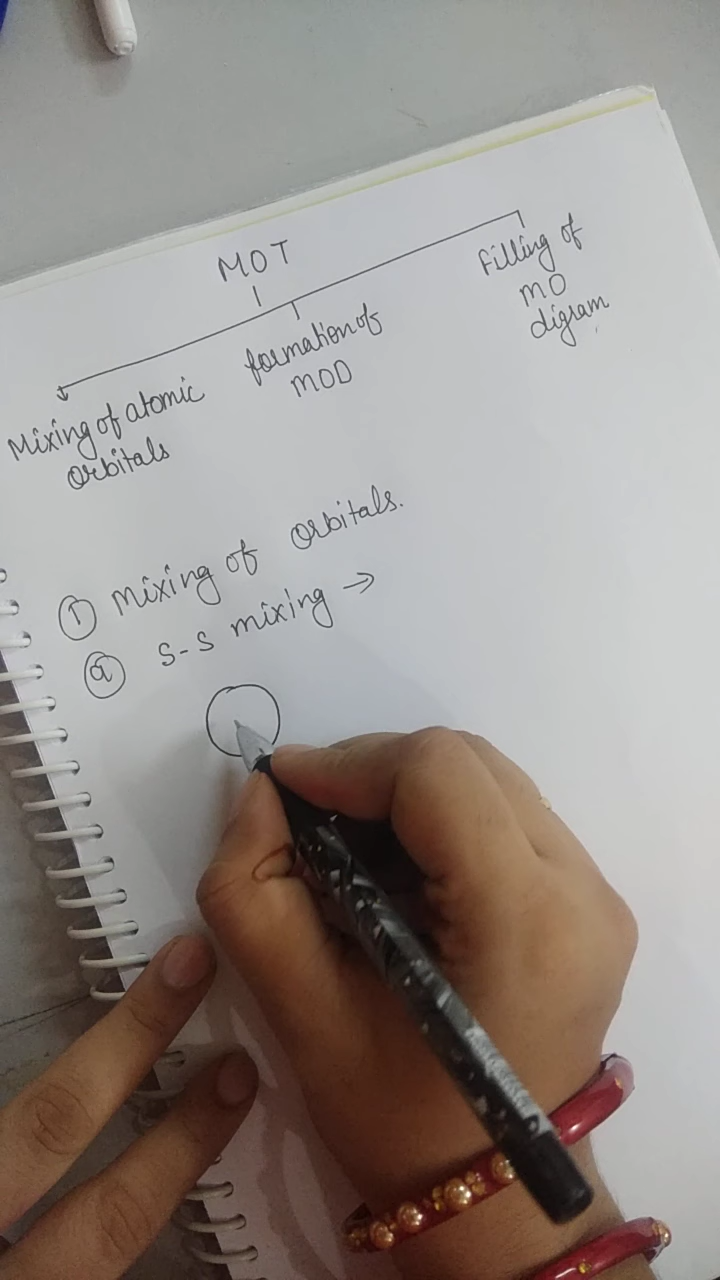 MOT
Mixing of atomic
orbitals
formation of
MOD
Filling of
MO
digram
① Mixing of orbitals.
ⓐ S-S mixing →